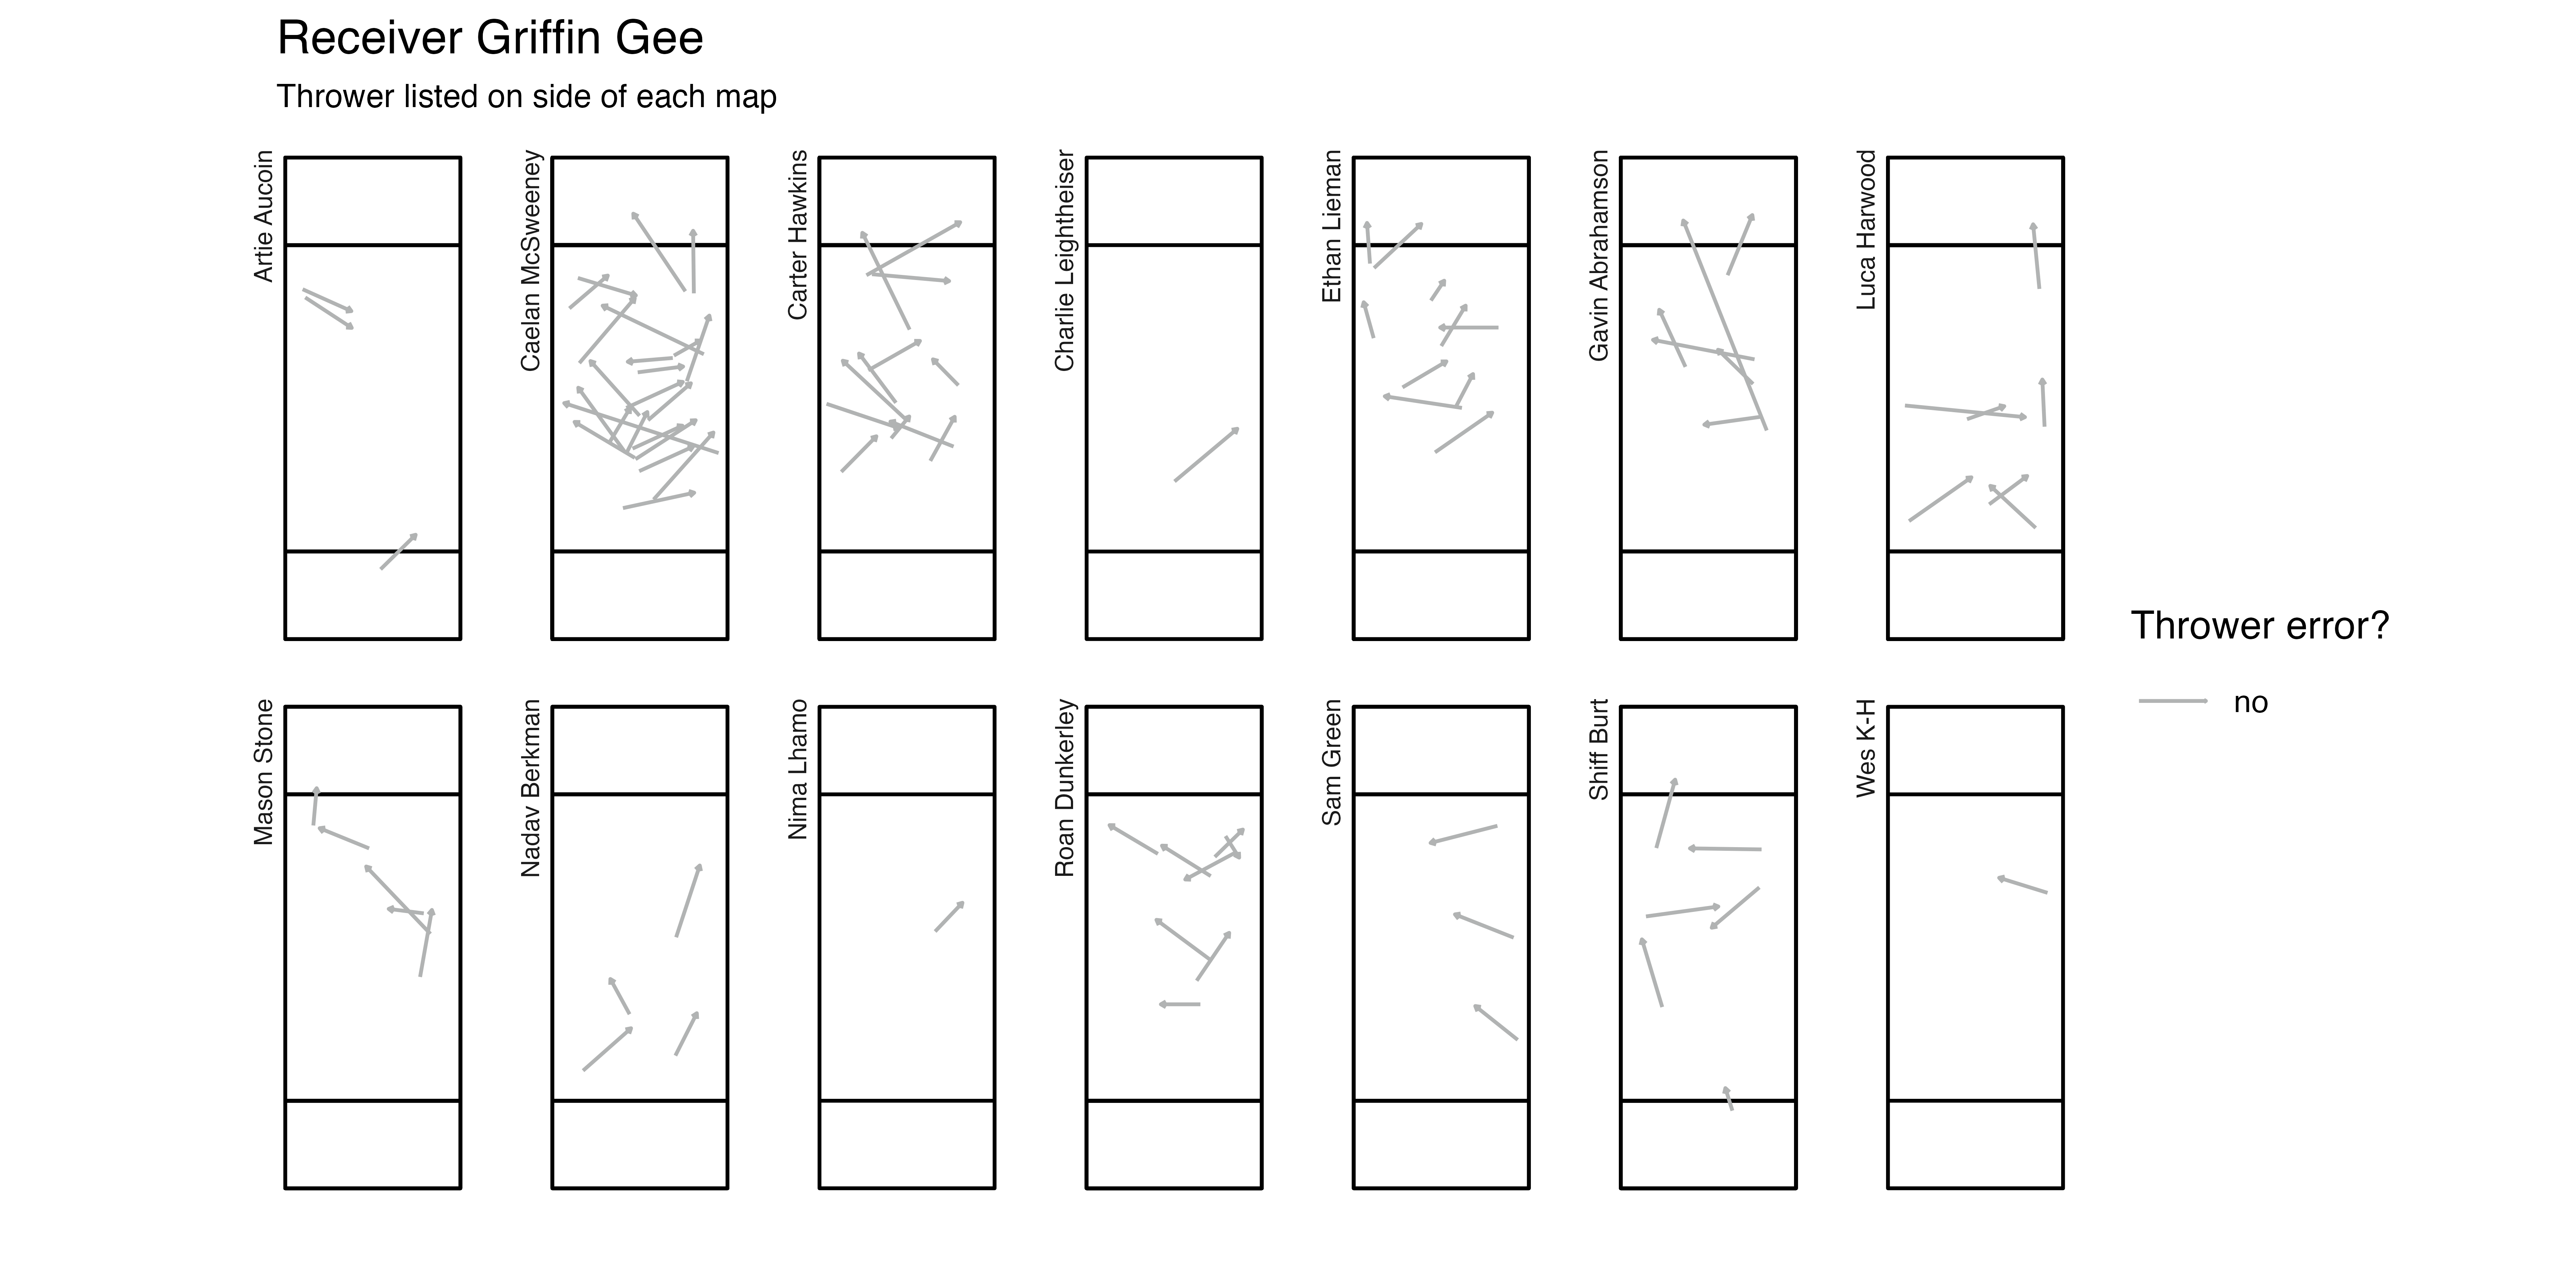 Receiver Griffin Gee
Thrower listed on side of each map
Artie Aucoin
Caelan McSweeney
Carter Hawkins
Charlie Leightheiser
Ethan Lieman
Gavin Abrahamson
Luca Harwood
Mason Stone
Nadav Berkman
Nima Lhamo
Roan Dunkerley
Sam Green
Shiff Burt
Wes K-H
Thrower error?
no